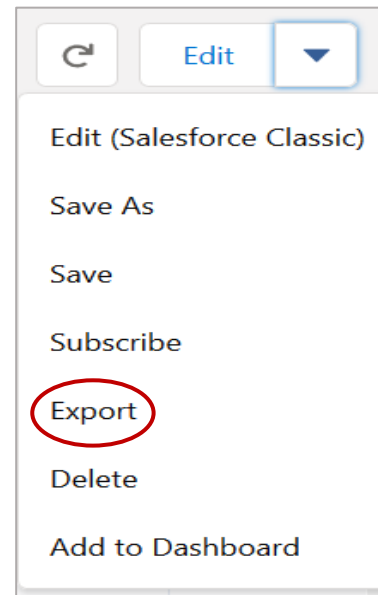 Edit
Edit (Salesforce Classic)
Save As
Save
Subscribe
Export
Delete
Add to Dashboard